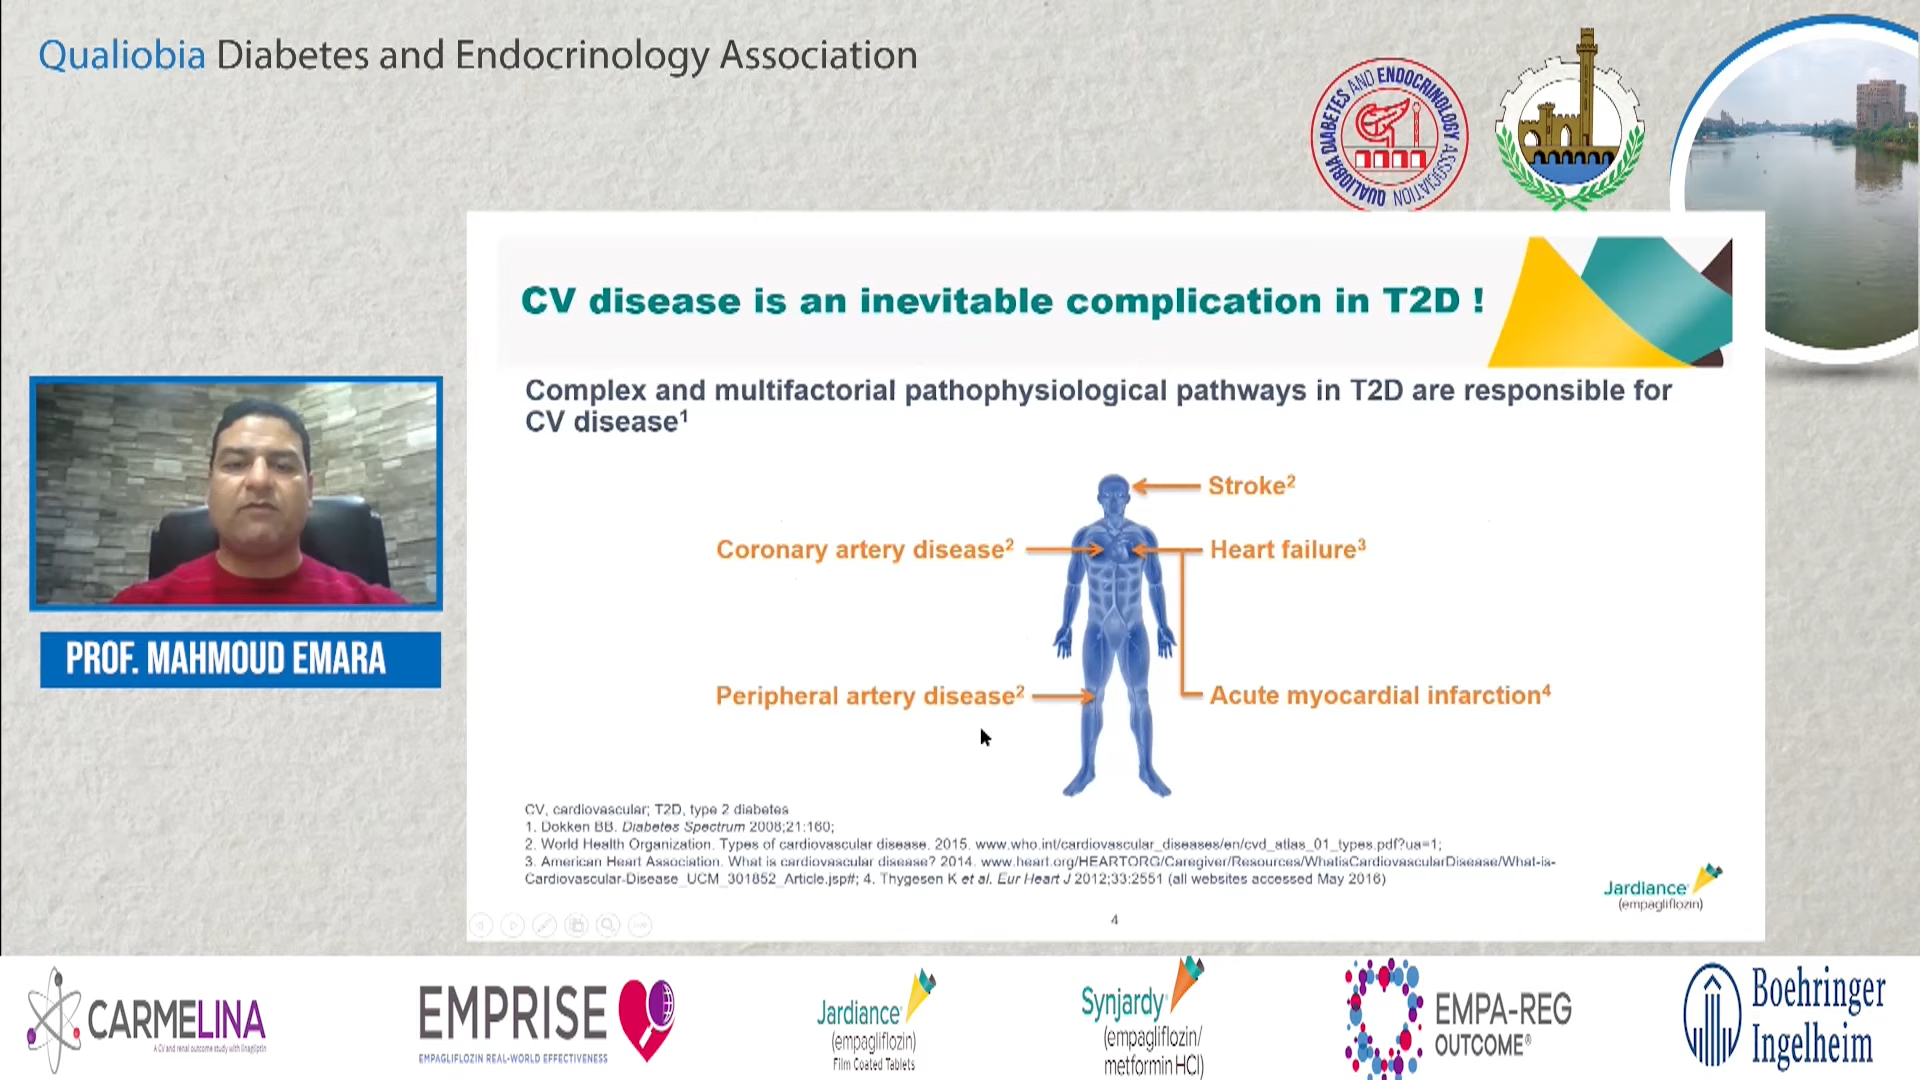 Qualiobia Diabetes and Endocrinology Association
QUALIOBIA DIABETES AND ENDOCRINOLOGY ASSOCIATION
CV disease is an inevitable complication in T2D !
Complex and multifactorial pathophysiological pathways in T2D are responsible for
CV disease¹
Stroke²
Coronary artery disease²
Heart failure³
Peripheral artery disease²
Acute myocardial infarction⁴
PROF. MAHMOUD EMARA
CV, cardiovascular; T2D, type 2 diabetes
1. Dokken BB. Diabetes Spectrum 2008;21:160;
2. World Health Organization. Types of cardiovascular disease. 2015. www.who.int/cardiovascular_diseases/en/cvd_atlas_01_types.pdf?ua=1;
3. American Heart Association. What is cardiovascular disease? 2014. www.heart.org/HEARTORG/Caregiver/Resources/WhatisCardiovascularDisease/What-is-
Cardiovascular-Disease_UCM_301852_Article.jsp#; 4. Thygesen K et al. Eur Heart J 2012;33:2551 (all websites accessed May 2016)
Jardiance®
(empagliflozin)
4
CARMELINA
A CV and renal outcome study with linagliptin
EMPRISE
EMPAGLIFLOZIN REAL-WORLD EFFECTIVENESS
Jardiance®
(empagliflozin)
Film Coated Tablets
Synjardy®
(empagliflozin/
metformin HCl)
EMPA-REG
OUTCOME®
Boehringer
Ingelheim